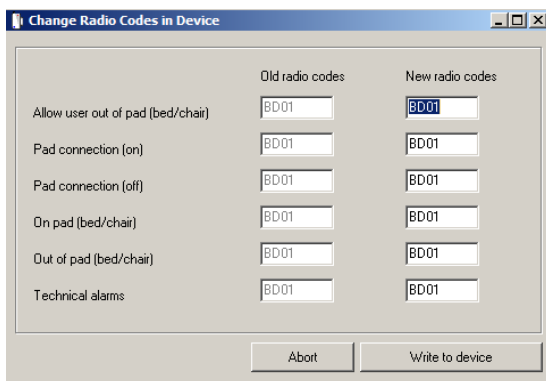 Change Radio Codes in Device
Old radio codes New radio codes
Allow user out of pad (bed/chair) BD01 BD01
Pad connection (on) BD01 BD01
Pad connection (off) BD01 BD01
On pad (bed/chair) BD01 BD01
Out of pad (bed/chair) BD01 BD01
Technical alarms BD01 BD01
Abort Write to device